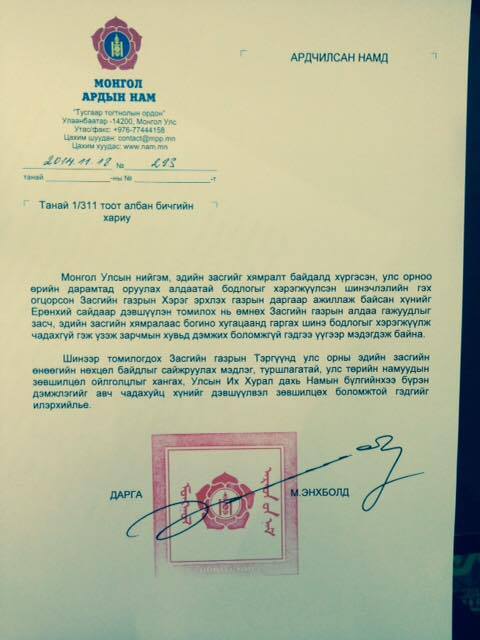 МОНГОЛ
АРДЫН НАМ
"Тусгаар тогтнолын ордон"
Улаанбаатар -14200, Монгол Улс
Утас/факс: +976-77444158
Цахим шуудан: contact@mpp.mn
Цахим хуудас: www.nam.mn
2014.11.12 № 293
танай ны № т
АРДЧИЛСАН НАМД
Танай 1/311 тоот албан бичгийн
хариу
Монгол Улсын нийгэм, эдийн засгийг хямралт байдалд хүргэсэн, улс орноо
өрийн дарамтад оруулах алдаатай бодлогыг хэрэгжүүлсэн шинэчлэлийн гэх
огцорсон Засгийн газрын Хэрэг эрхлэх газрын даргаар ажиллаж байсан хүнийг
Ерөнхий сайдаар дэвшүүлэн томилох нь өмнөх Засгийн газрын алдаа гажуудлыг
засч, эдийн засгийн хямралаас богино хугацаанд гаргах шинэ бодлогыг хэрэгжүүлж
чадахгүй гэж үзэж зарчмын хувьд дэмжих боломжгүй гэдгээ үүгээр мэдэгдэж байна.
Шинээр томилогдох Засгийн газрын Тэргүүнд улс орны эдийн засгийн
өнөөгийн нөхцөл байдлыг сайжруулах мэдлэг, туршлагатай, улс төрийн намуудын
зөвшилцөл ойлголцлыг хангах, Улсын Их Хурал дахь Намын бүлгийнхээ бүрэн
дэмжлэгийг авч чадахуйц хүнийг дэвшүүлвэл зөвшилцөх боломжтой гэдгийг
илэрхийлье.
ДАРГА М.ЭНХБОЛД